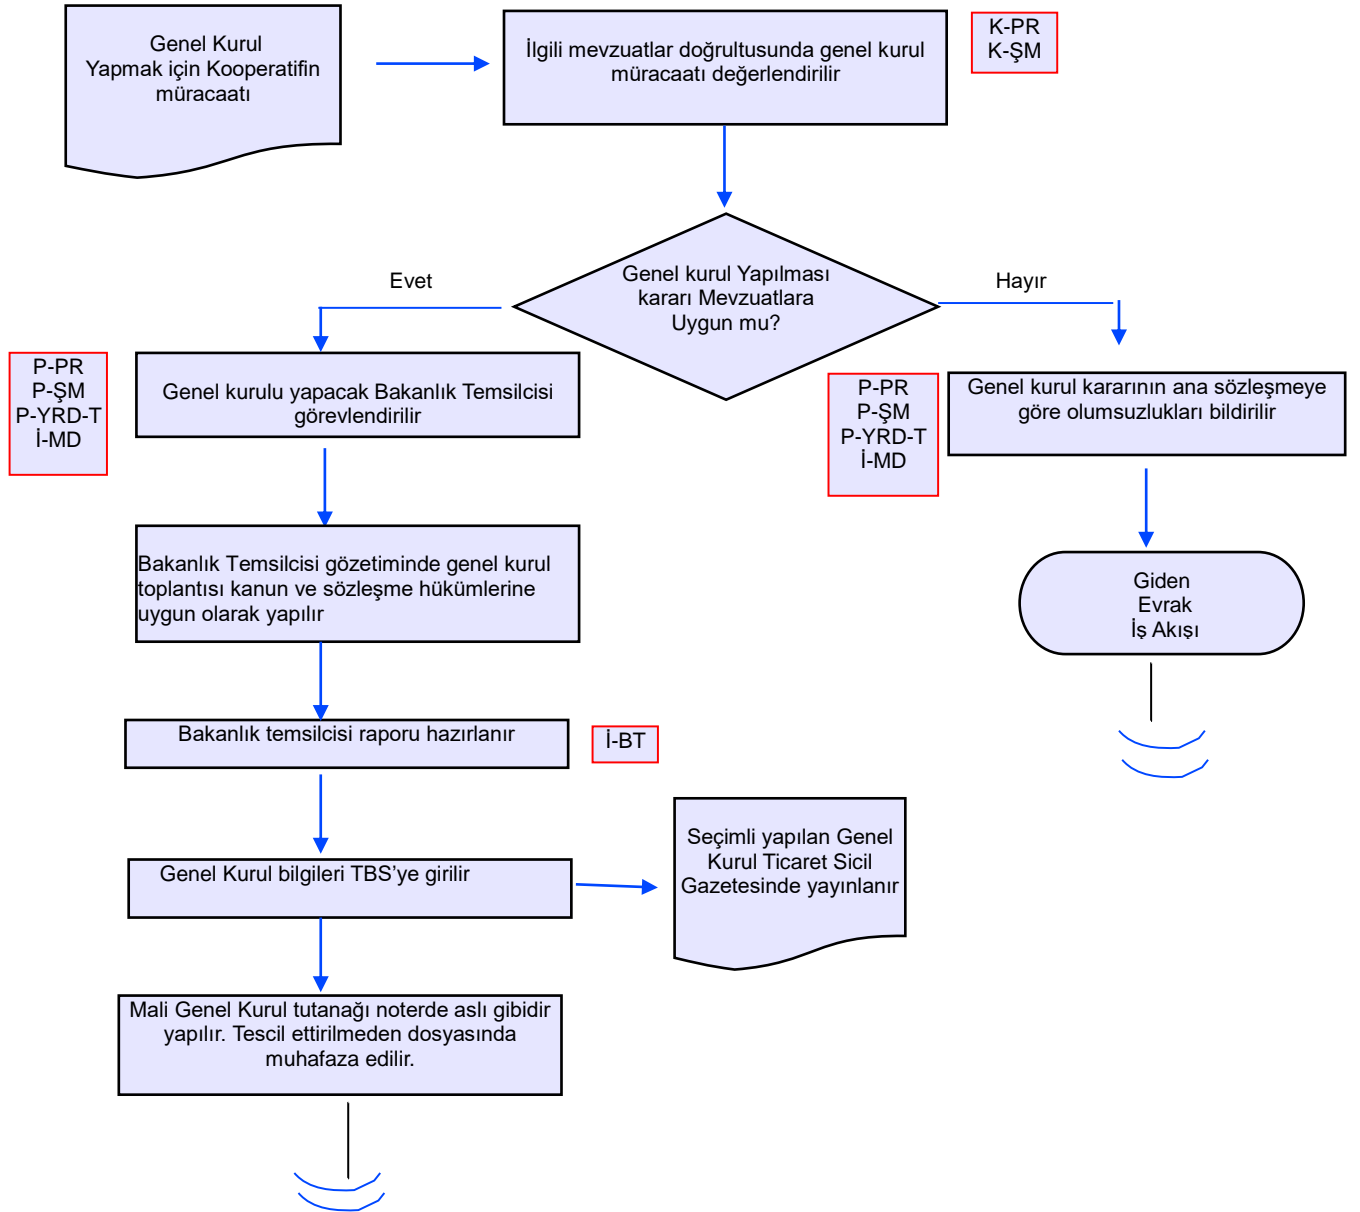 Genel Kurul
Yapmak için Kooperatifin
müracaatı
İlgili mevzuatlar doğrultusunda genel kurul
müracaatı değerlendirilir
K-PR
K-ŞM
Genel kurul Yapılması
kararı Mevzuatlara
Uygun mu?
Evet
Hayır
P-PR
P-ŞM
P-YRD-T
İ-MD
Genel kurulu yapacak Bakanlık Temsilcisi
görevlendirilir
P-PR
P-ŞM
P-YRD-T
İ-MD
Genel kurul kararının ana sözleşmeye
göre olumsuzlukları bildirilir
Bakanlık Temsilcisi gözetiminde genel kurul
toplantısı kanun ve sözleşme hükümlerine
uygun olarak yapılır
Giden
Evrak
İş Akışı
Bakanlık temsilcisi raporu hazırlanır
İ-BT
Genel Kurul bilgileri TBS’ye girilir
Seçimli yapılan Genel
Kurul Ticaret Sicil
Gazetesinde yayınlanır
Mali Genel Kurul tutanağı noterde aslı gibidir
yapılır. Tescil ettirilmeden dosyasında
muhafaza edilir.